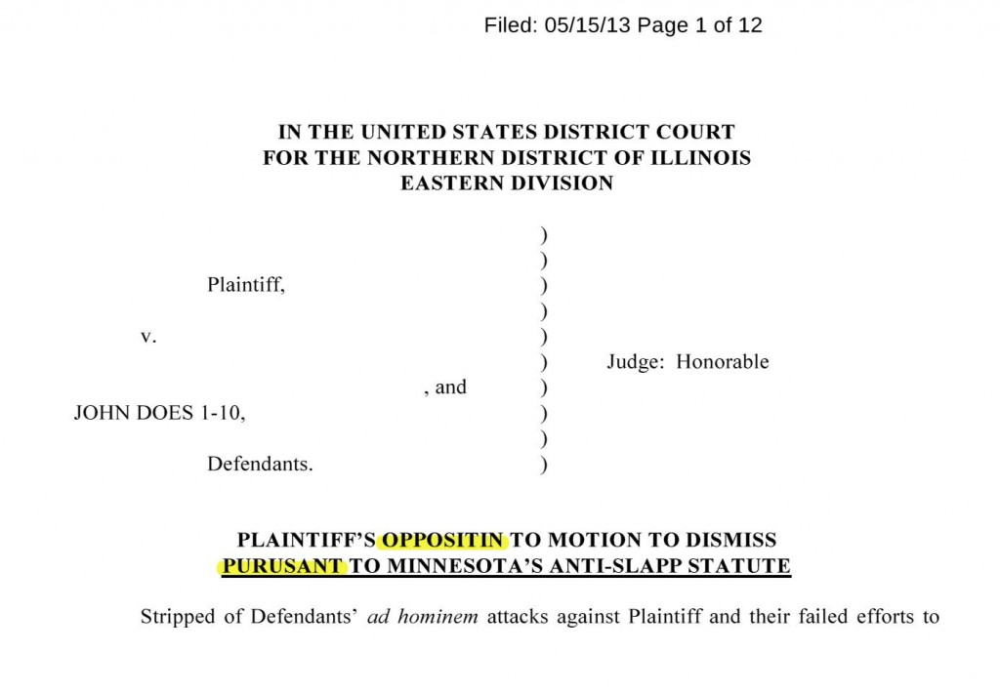 Filed: 05/15/13 Page 1 of 12
IN THE UNITED STATES DISTRICT COURT
FOR THE NORTHERN DISTRICT OF ILLINOIS
EASTERN DIVISION
)
)
Plaintiff, )
)
v. )
) Judge: Honorable
, and )
JOHN DOES 1-10, )
)
Defendants. )
PLAINTIFF’S OPPOSITIN TO MOTION TO DISMISS
PURUSANT TO MINNESOTA’S ANTI-SLAPP STATUTE
Stripped of Defendants’ ad hominem attacks against Plaintiff and their failed efforts to